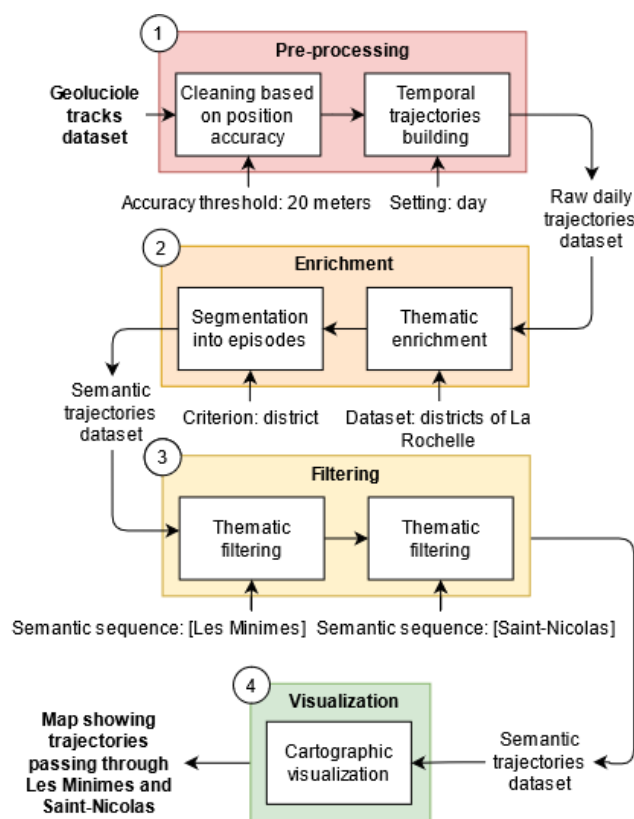 1
Pre-processing
Geoluciole
tracks
dataset
Cleaning based
on position
accuracy
Temporal
trajectories
building
Accuracy threshold: 20 meters
Setting: day
Raw daily
trajectories
dataset
2
Enrichment
Segmentation
into episodes
Thematic
enrichment
Semantic
trajectories
dataset
Criterion: district
Dataset: districts of La
Rochelle
3
Filtering
Thematic
filtering
Thematic
filtering
Semantic sequence: [Les Minimes]
Semantic sequence: [Saint-Nicolas]
4
Visualization
Map showing
trajectories
passing through
Les Minimes and
Saint-Nicolas
Cartographic
visualization
Semantic
trajectories
dataset